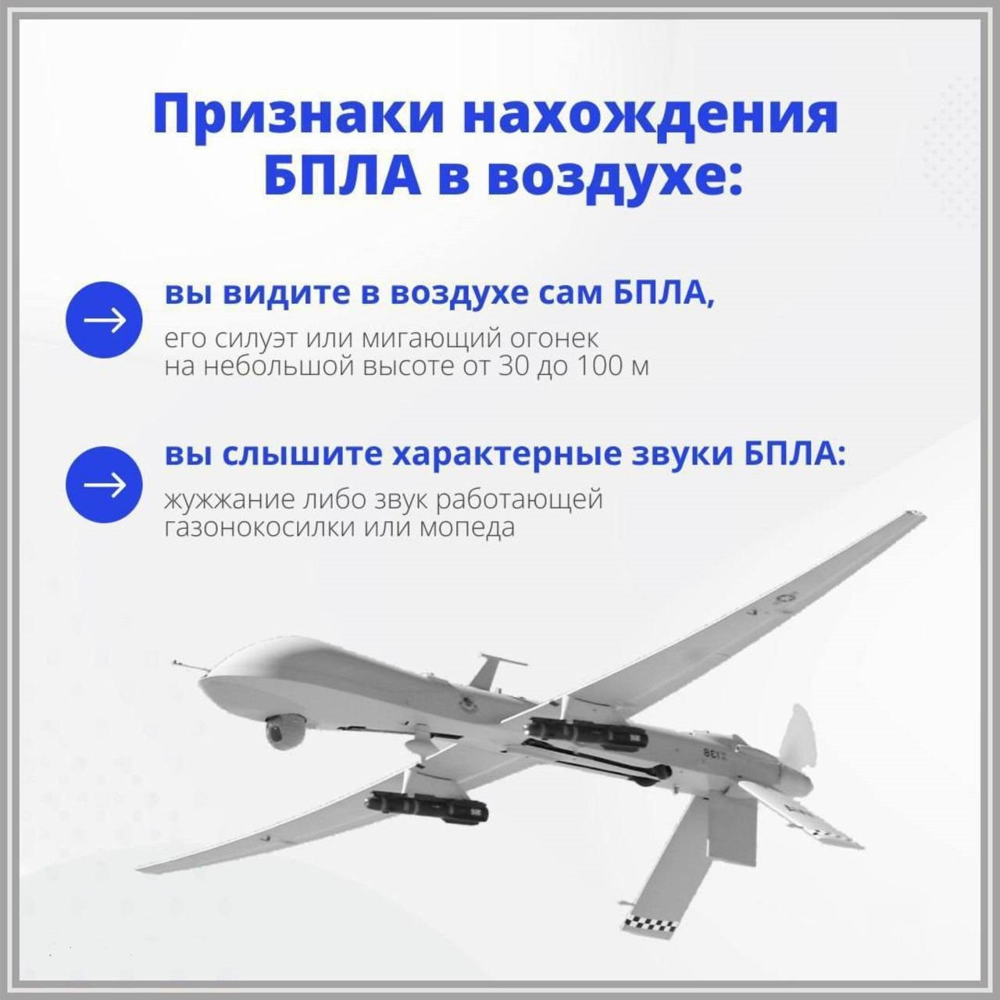 Признаки нахождения
БПЛА в воздухе:
вы видите в воздухе сам БПЛА,
его силуэт или мигающий огонек
на небольшой высоте от 30 до 100 м
вы слышите характерные звуки БПЛА:
жужжание либо звук работающей
газонокосилки или мопеда